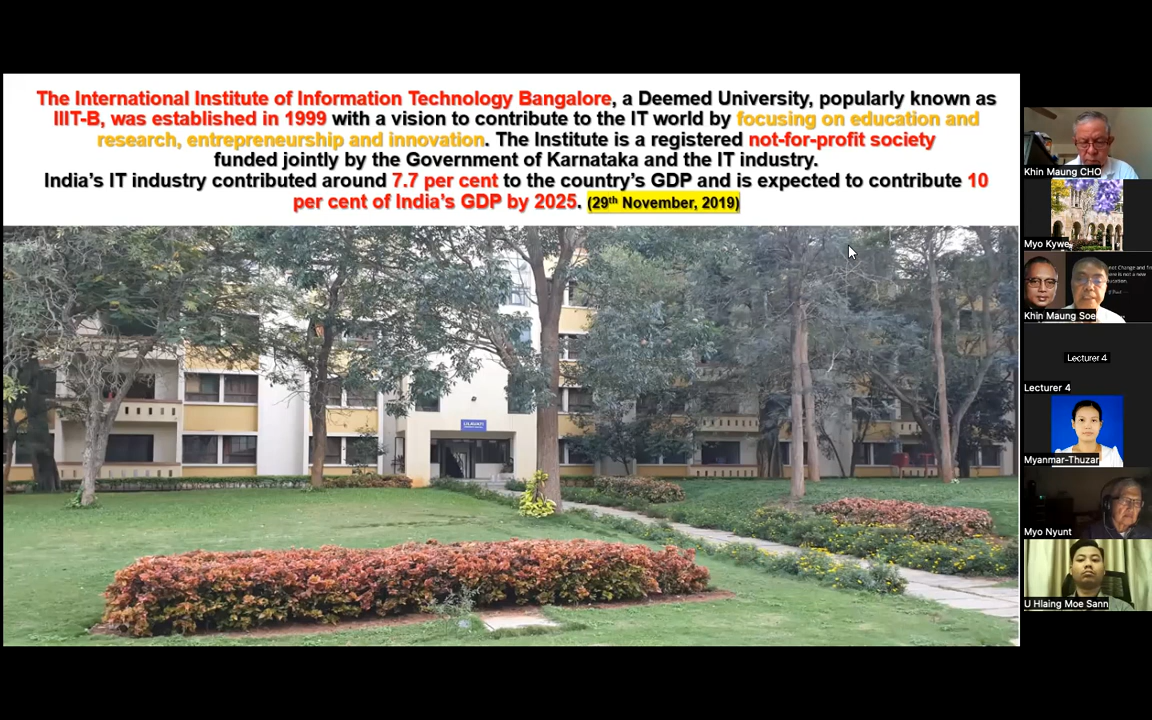 The International Institute of Information Technology Bangalore, a Deemed University, popularly known as
IIIT-B, was established in 1999 with a vision to contribute to the IT world by focusing on education and
research, entrepreneurship and innovation. The Institute is a registered not-for-profit society
funded jointly by the Government of Karnataka and the IT industry.
India's IT industry contributed around 7.7 per cent to the country's GDP and is expected to contribute 10
per cent of India's GDP by 2025. (29th November, 2019)
LILAVATI
Khin Maung CHO
Myo Kywe
Khin Maung Soe
Lecturer 4
Lecturer 4
Myanmar-Thuzar
Myo Nyunt
U Hlaing Moe Sann